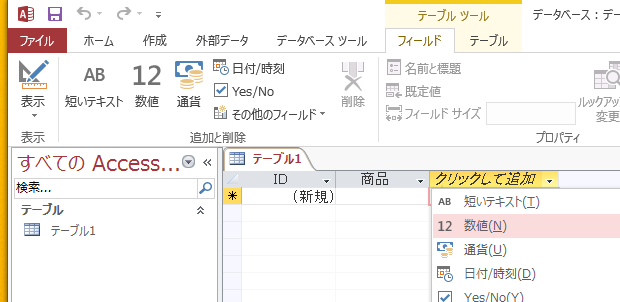 テーブル ツール
データベース : デー
ファイル ホーム 作成 外部データ データベース ツール フィールド テーブル
表示
AB
短いテキスト
12
数値
通貨
日付/時刻
Yes/No
その他のフィールド
削除
名前と標題
既定値
フィールド サイズ
ルックアップ
変更
表示 追加と削除 プロパティ
すべての Access... «
検索...
テーブル
テーブル1
テーブル1
ID 商品 クリックして追加
(新規)
AB 短いテキスト(T)
12 数値(N)
通貨(U)
日付/時刻(D)
Yes/No(Y)